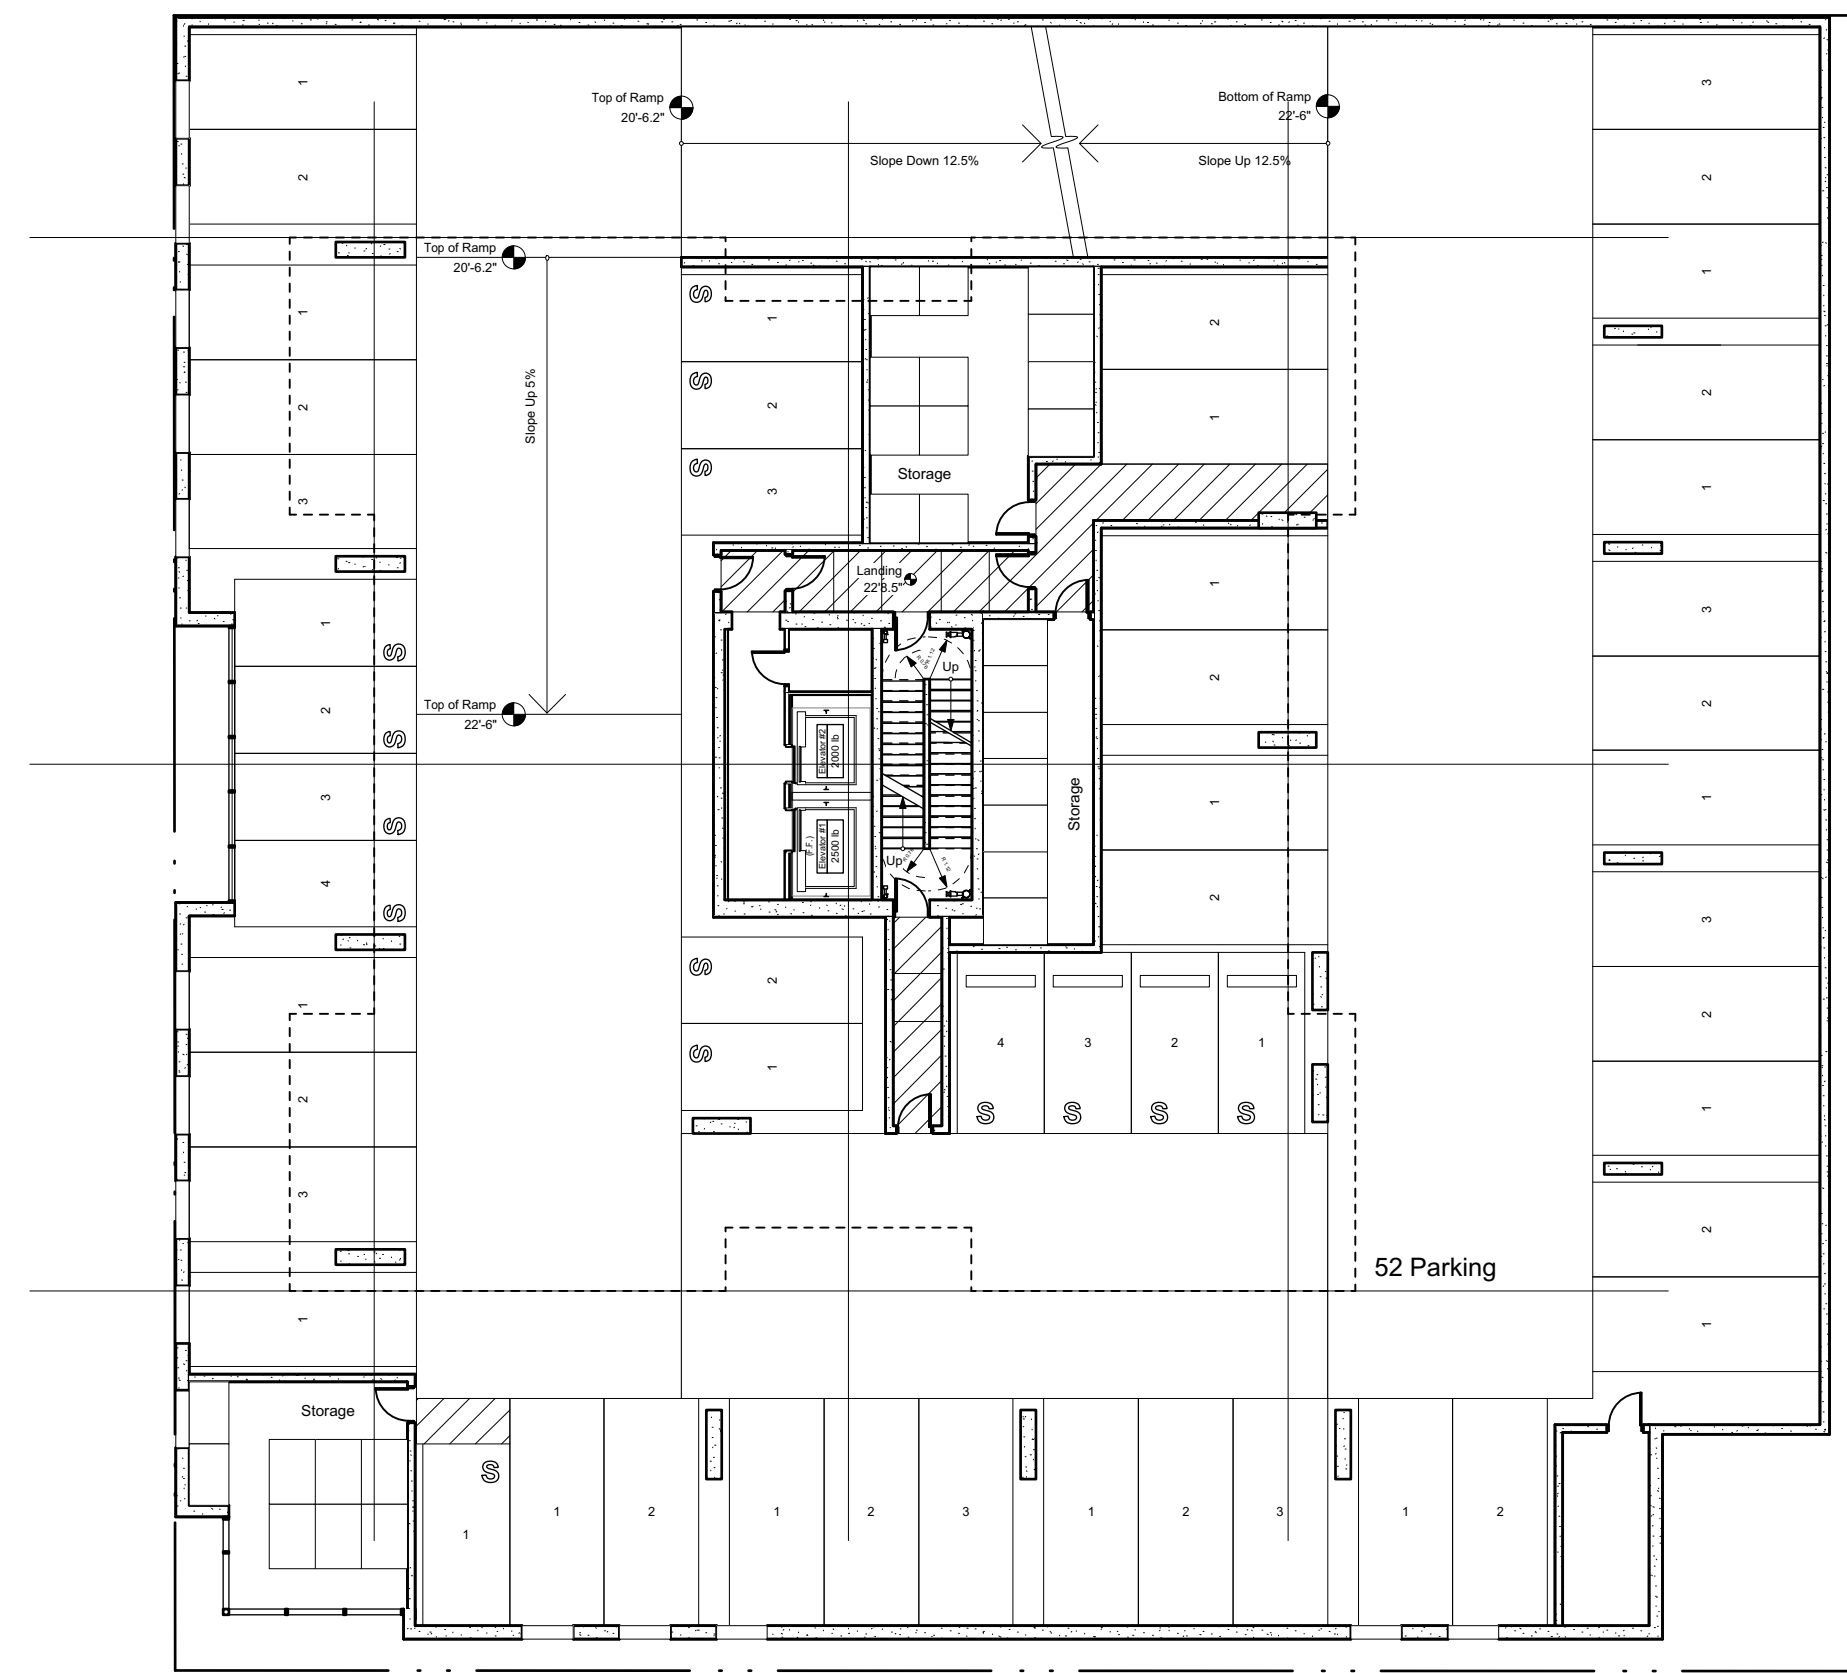 1
3
Top of Ramp
20'-6.2"
Bottom of Ramp
22'-6"
Slope Down 12.5%
Slope Up 12.5%
2
2
Top of Ramp
20'-6.2"
1
S
1
1
2
Slope Up 5%
S
2
2
2
1
3
S
3
Storage
1
Landing
22'8.5"
1
1
3
S
2
Up
2
2
S
Top of Ramp
22'-6"
Elevator #2
2000 lb
3
S
Storage
1
1
(F.F.)
Elevator #1
2500 lb
Up
4
S
2
3
1
S
2
2
2
S
1
4
3
2
1
S
S
S
S
1
3
2
1
52 Parking
1
Storage
S
1
1
2
1
2
3
1
2
3
1
2